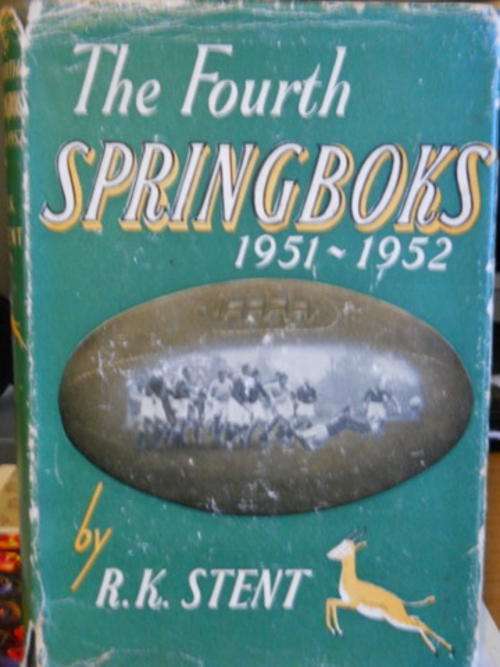 The Fourth
SPRINGBOKS
1951~1952
by
R.K. STENT